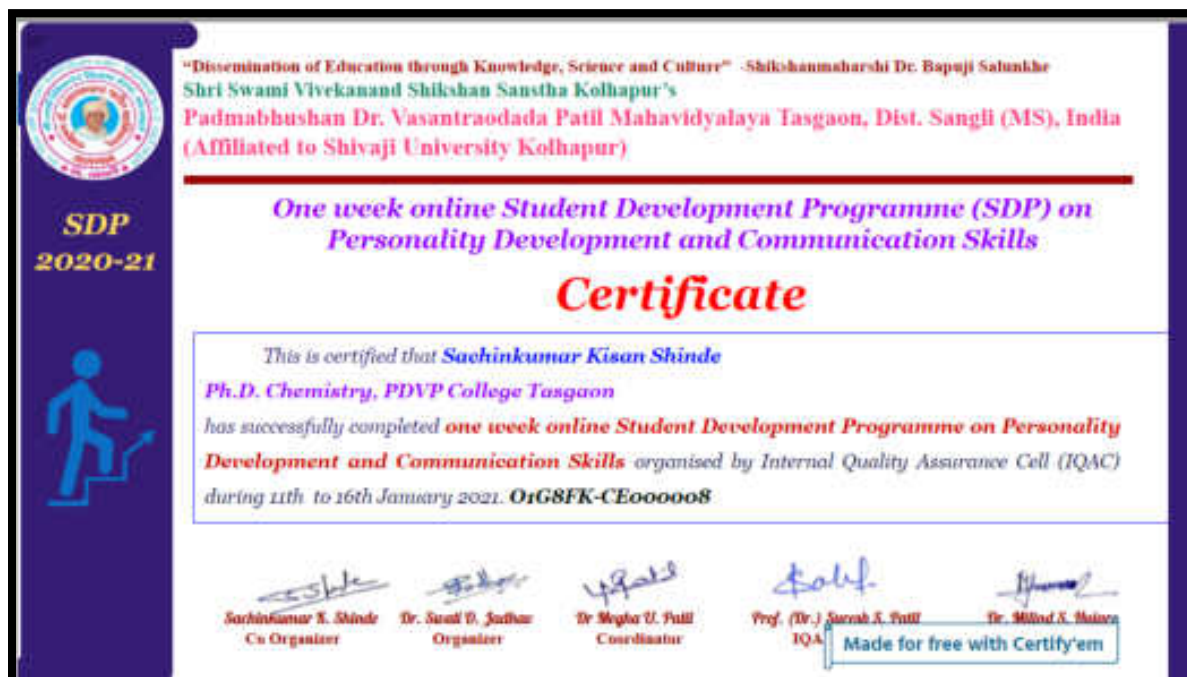 “Dissemination of Education through Knowledge, Science and Culture” -Shikshanmaharshi Dr. Bapuji Salunkhe
Shri Swami Vivekanand Shikshan Sanstha Kolhapur’s
Padmabhushan Dr. Vasantraodada Patil Mahavidyalaya Tasgaon, Dist. Sangli (MS), India
(Affiliated to Shivaji University Kolhapur)
SDP
2020-21
One week online Student Development Programme (SDP) on
Personality Development and Communication Skills
Certificate
This is certified that Sachinkumar Kisan Shinde
Ph.D. Chemistry, PDVP College Tasgaon
has successfully completed one week online Student Development Programme on Personality
Development and Communication Skills organised by Internal Quality Assurance Cell (IQAC)
during 11th to 16th January 2021. O1G8FK-CE000008
Sachinkumar K. Shinde Dr. Swati D. Jadhav Dr Megha U. Patil Prof. (Dr.) Suresh S. Patil Dr. Milind S.
Co Organizer Organizer Coordinator IQA
Made for free with Certify'em